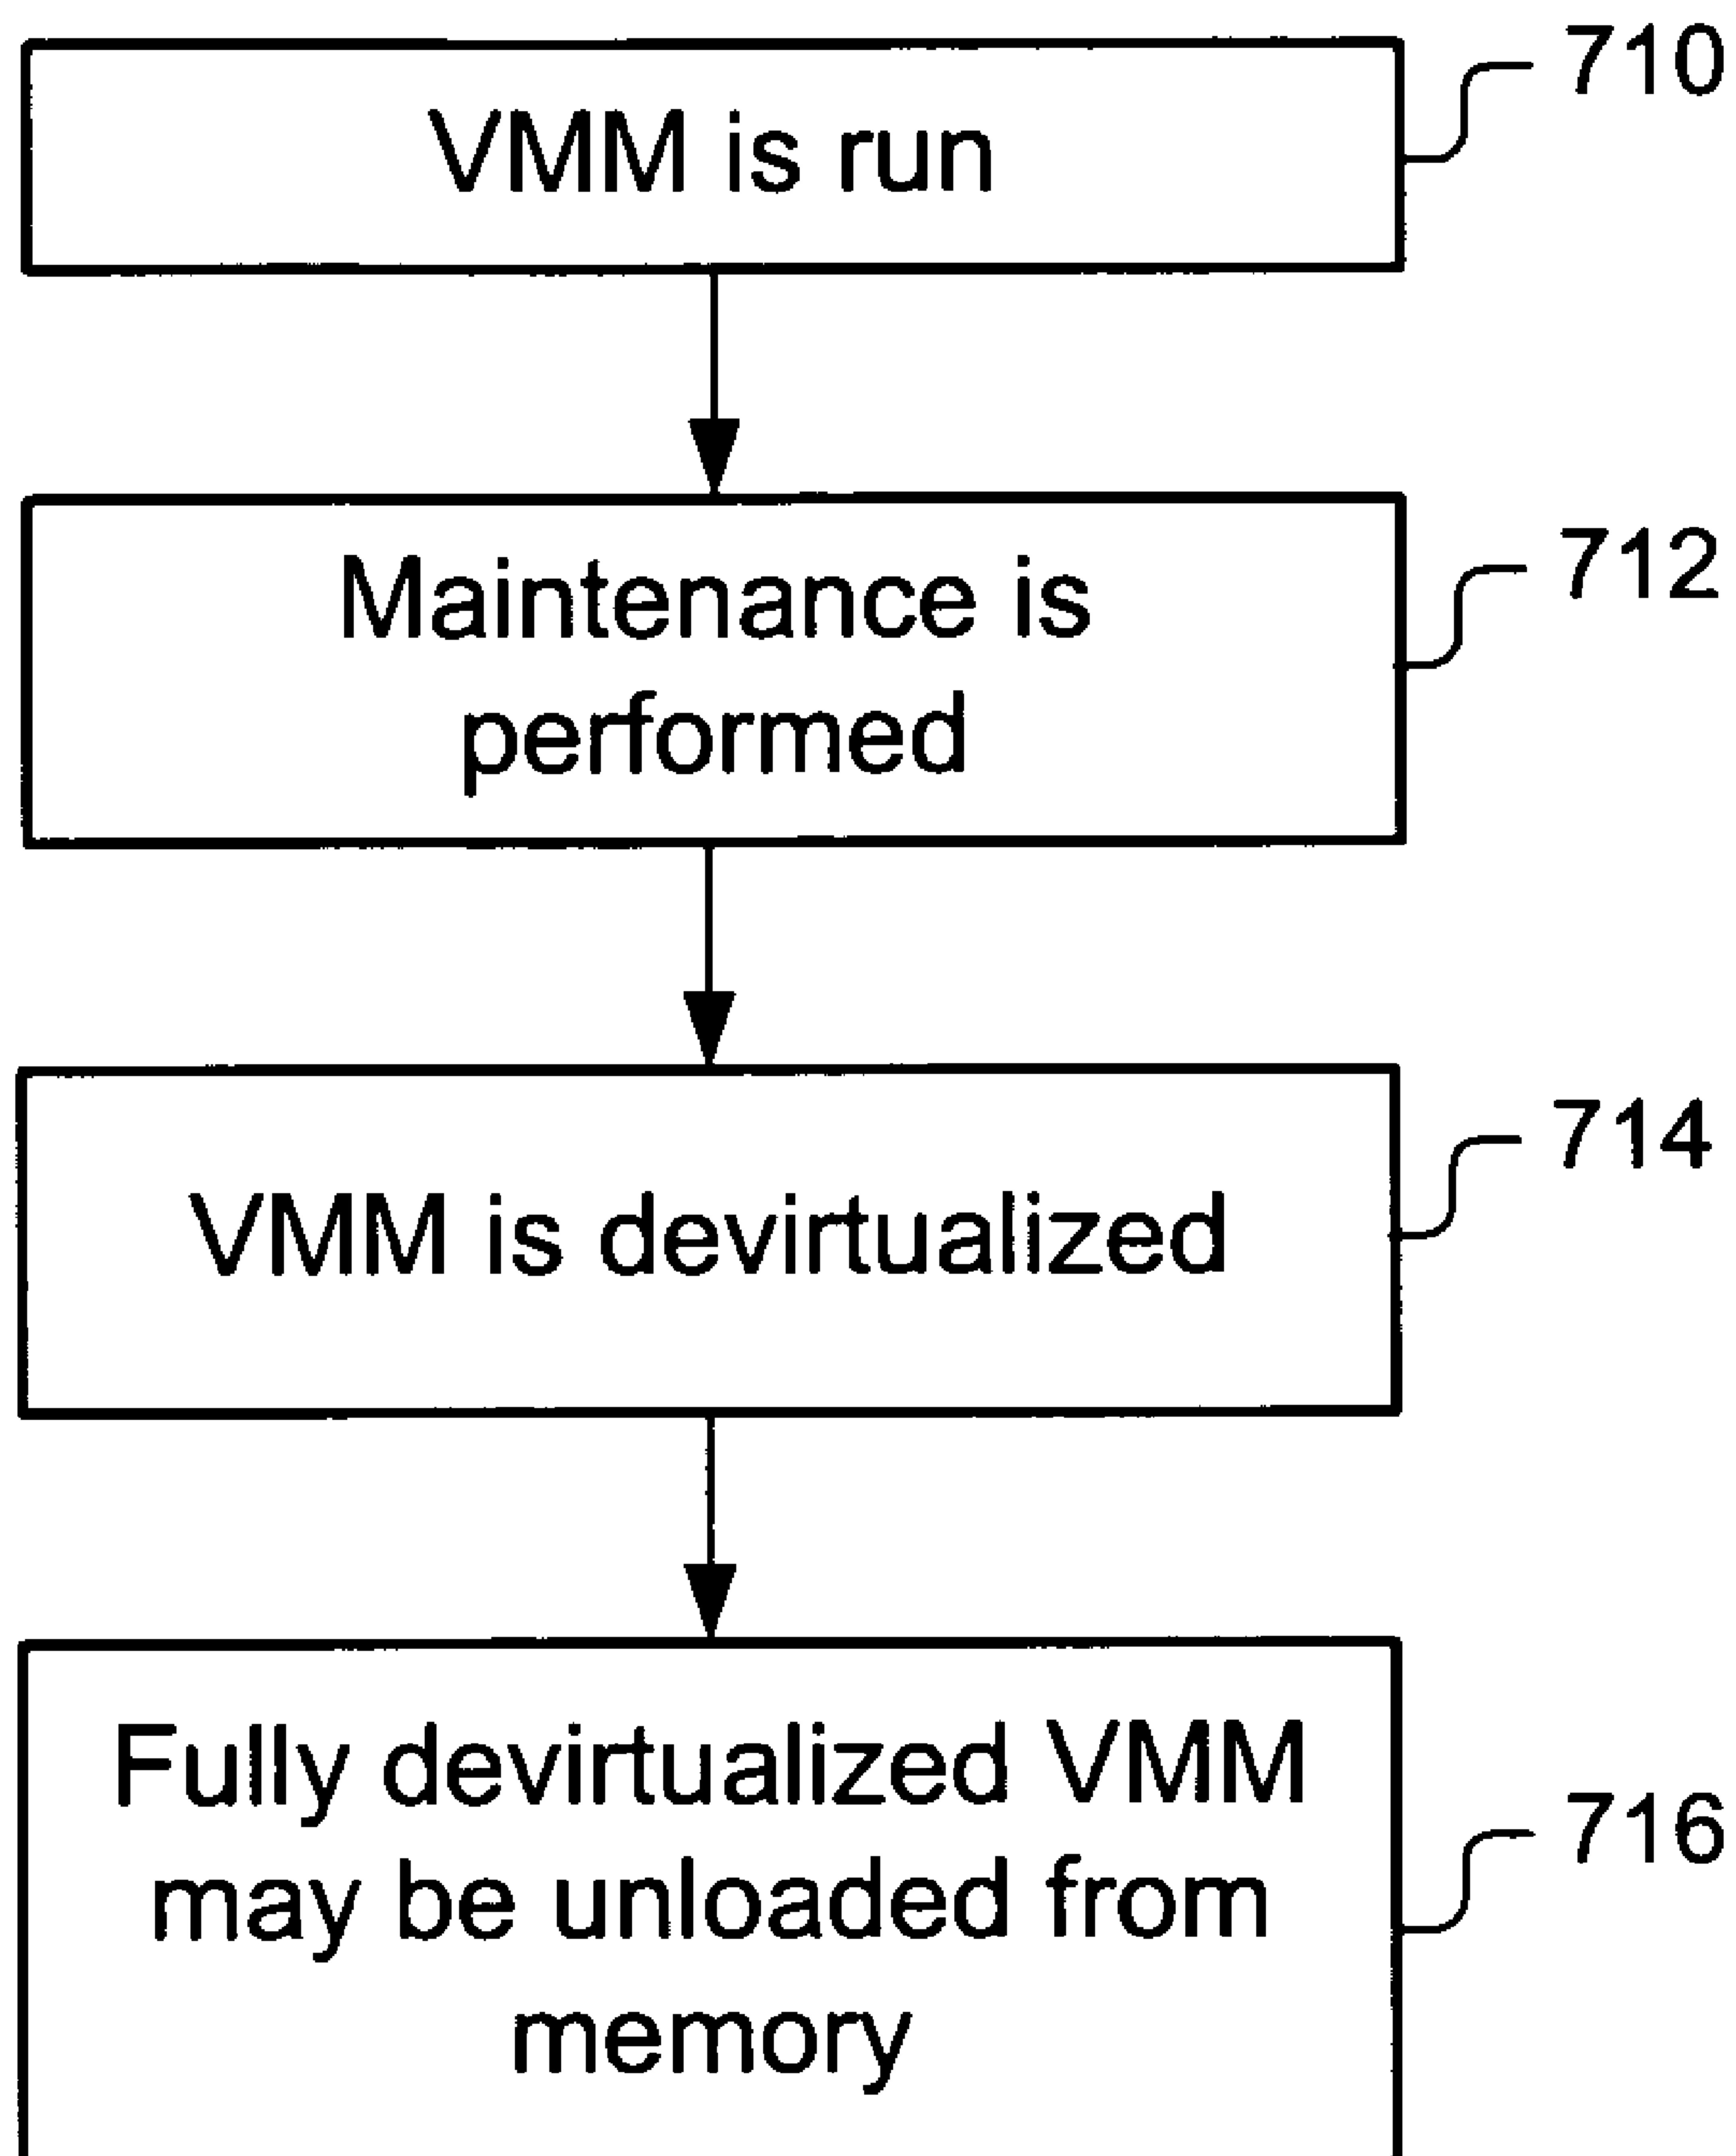 710
VMM is run
712
Maintenance is
performed
714
VMM is devirtualized
716
Fully devirtualized VMM
may be unloaded from
memory